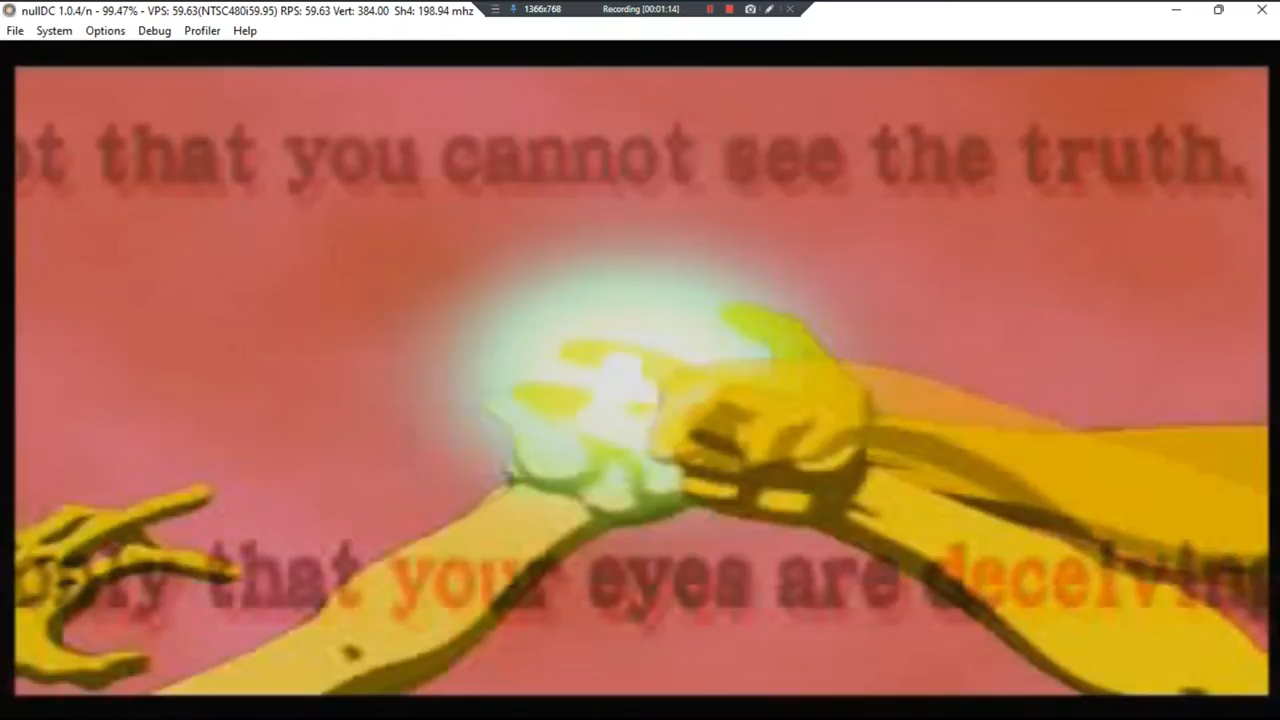 nullDC 1.0.4/n - 99.47% - VPS: 59.63(NTSC480i59.95) RPS: 59.63 Vert: 384.00 Sh4: 198.94 mhz
1366x768
Recording [00:01:14]
File System Options Debug Profiler Help
ot that you cannot see the truth.
that your eyes are deceiving